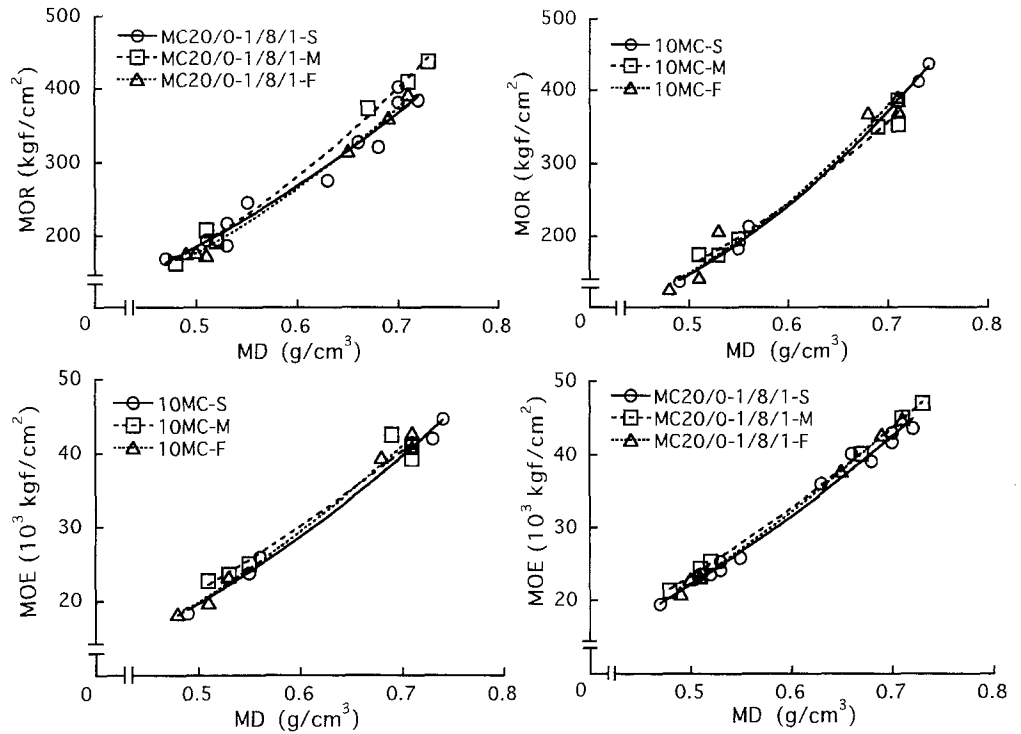 500
400
300
200
0
MOR (kgf/cm²)
MC20/0-1/8/1-S
MC20/0-1/8/1-M
MC20/0-1/8/1-F
0.5 0.6 0.7 0.8
MD (g/cm³)
500
400
300
200
0
MOR (kgf/cm²)
10MC-S
10MC-M
10MC-F
0.5 0.6 0.7 0.8
MD (g/cm³)
50
40
30
20
0
MOE (10³ kgf/cm²)
10MC-S
10MC-M
10MC-F
0.5 0.6 0.7 0.8
MD (g/cm³)
50
40
30
20
0
MOE (10³ kgf/cm²)
MC20/0-1/8/1-S
MC20/0-1/8/1-M
MC20/0-1/8/1-F
0.5 0.6 0.7 0.8
MD (g/cm³)